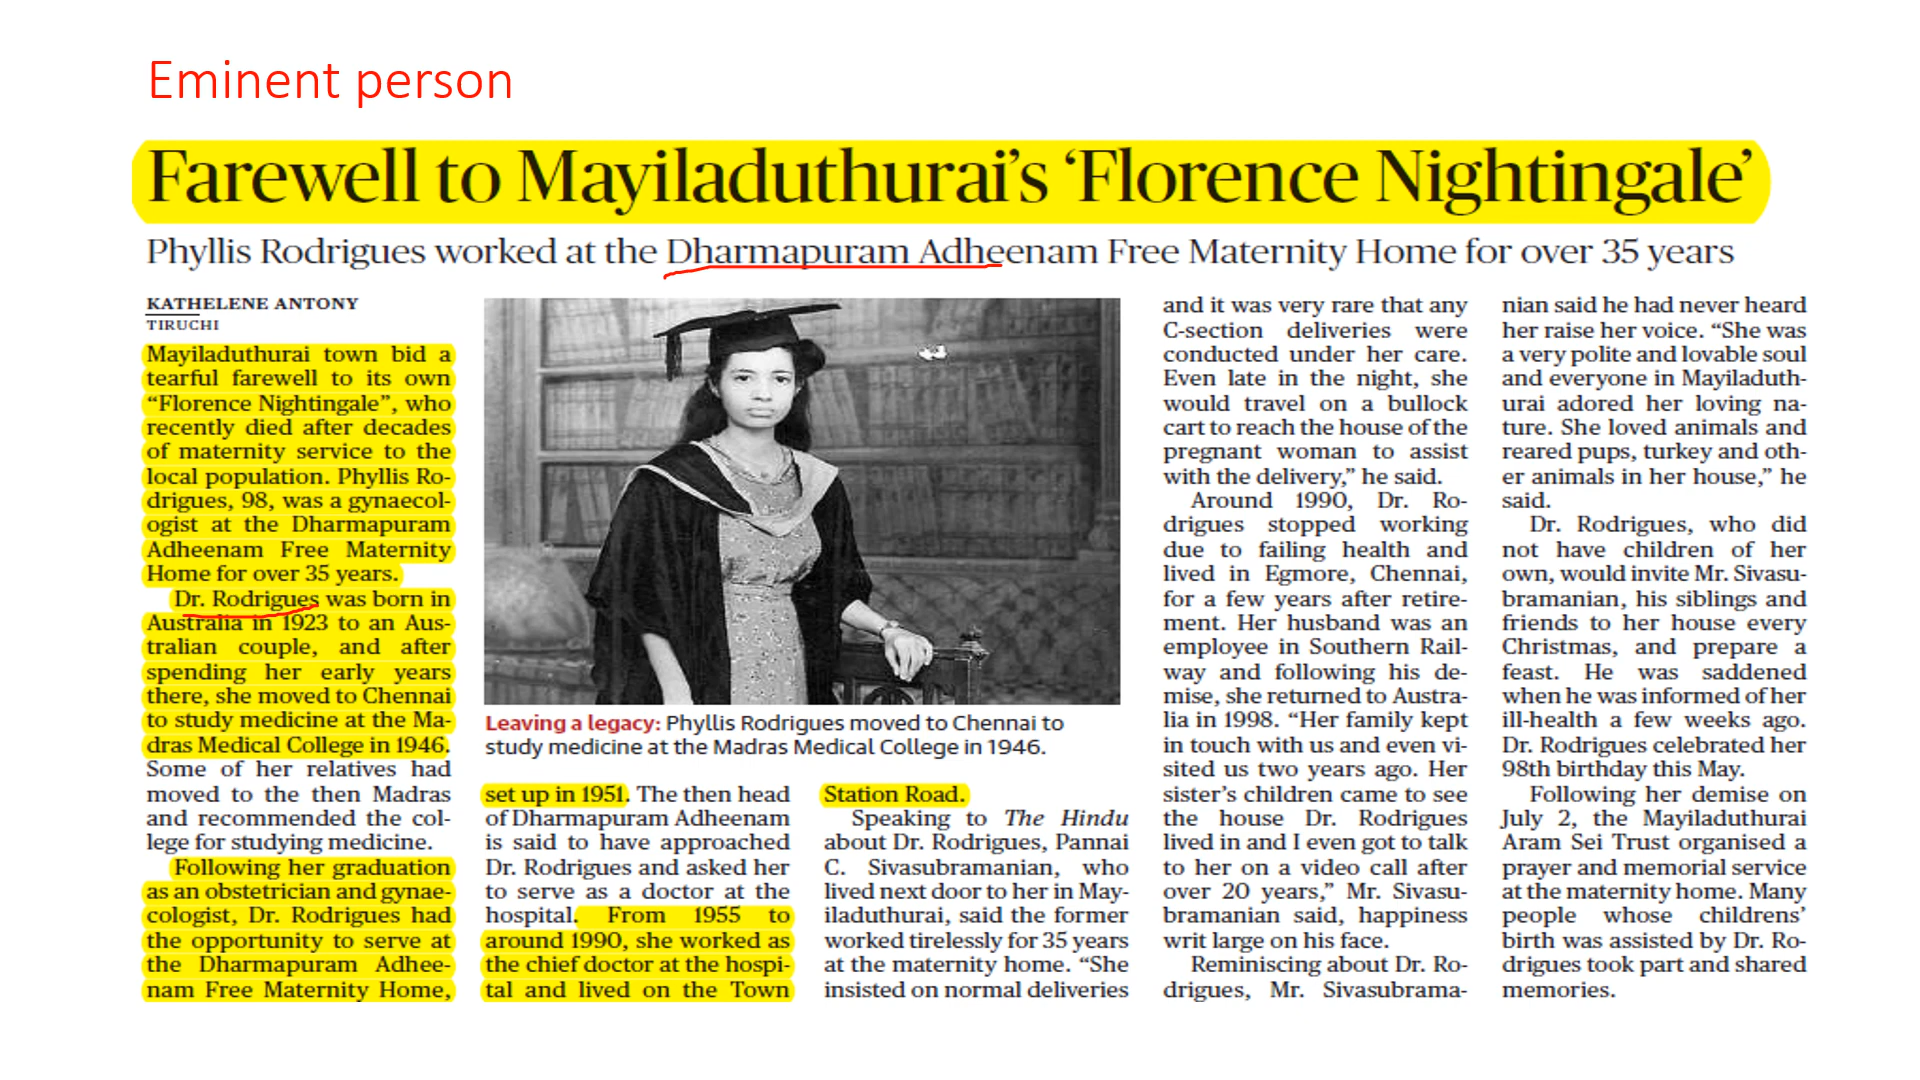 Eminent person
Farewell to Mayiladuthurai's 'Florence Nightingale'
Phyllis Rodrigues worked at the Dharmapuram Adheenam Free Maternity Home for over 35 years
KATHELENE ANTONY
TIRUCHI
Mayiladuthurai town bid a
tearful farewell to its own
“Florence Nightingale”, who
recently died after decades
of maternity service to the
local population. Phyllis Ro-
drigues, 98, was a gynaecol-
ogist at the Dharmapuram
Adheenam Free Maternity
Home for over 35 years.
Dr. Rodrigues was born in
Australia in 1923 to an Aus-
tralian couple, and after
spending her early years
there, she moved to Chennai
to study medicine at the Ma-
dras Medical College in 1946.
Some of her relatives had
moved to the then Madras
and recommended the col-
lege for studying medicine.
Following her graduation
as an obstetrician and gynae-
cologist, Dr. Rodrigues had
the opportunity to serve at
the Dharmapuram Adhee-
nam Free Maternity Home,
Leaving a legacy: Phyllis Rodrigues moved to Chennai to
study medicine at the Madras Medical College in 1946.
set up in 1951. The then head
of Dharmapuram Adheenam
is said to have approached
Dr. Rodrigues and asked her
to serve as a doctor at the
hospital. From 1955 to
around 1990, she worked as
the chief doctor at the hospi-
tal and lived on the Town
Station Road.
Speaking to The Hindu
about Dr. Rodrigues, Pannai
C. Sivasubramanian, who
lived next door to her in May-
iladuthurai, said the former
worked tirelessly for 35 years
at the maternity home. “She
insisted on normal deliveries
and it was very rare that any
C-section deliveries were
conducted under her care.
Even late in the night, she
would travel on a bullock
cart to reach the house of the
pregnant woman to assist
with the delivery,” he said.
Around 1990, Dr. Ro-
drigues stopped working
due to failing health and
lived in Egmore, Chennai,
for a few years after retire-
ment. Her husband was an
employee in Southern Rail-
way and following his de-
mise, she returned to Austra-
lia in 1998. “Her family kept
in touch with us and even vi-
sited us two years ago. Her
sister's children came to see
the house Dr. Rodrigues
lived in and I even got to talk
to her on a video call after
over 20 years,” Mr. Sivasu-
bramanian said, happiness
writ large on his face.
Reminiscing about Dr. Ro-
drigues, Mr. Sivasubrama-
nian said he had never heard
her raise her voice. “She was
a very polite and lovable soul
and everyone in Mayiladuth-
urai adored her loving na-
ture. She loved animals and
reared pups, turkey and oth-
er animals in her house,” he
said.
Dr. Rodrigues, who did
not have children of her
own, would invite Mr. Sivasu-
bramanian, his siblings and
friends to her house every
Christmas, and prepare a
feast. He was saddened
when he was informed of her
ill-health a few weeks ago.
Dr. Rodrigues celebrated her
98th birthday this May.
Following her demise on
July 2, the Mayiladuthurai
Aram Sei Trust organised a
prayer and memorial service
at the maternity home. Many
people whose childrens'
birth was assisted by Dr. Ro-
drigues took part and shared
memories.